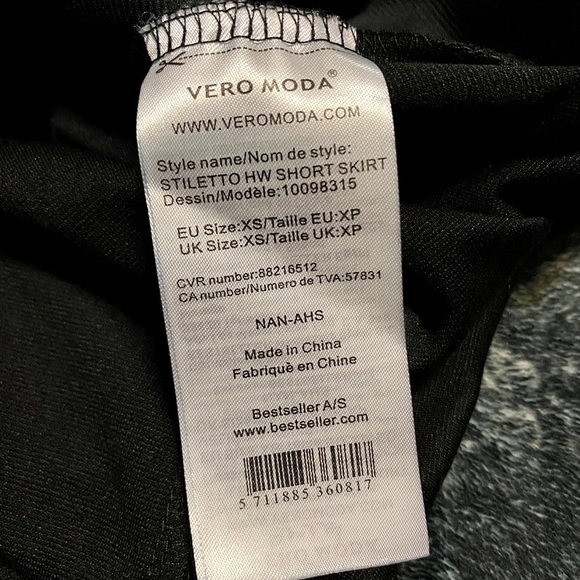 VERO MODA®
WWW.VEROMODA.COM
Style name/Nom de style:
STILETTO HW SHORT SKIRT
Dessin/Modèle:10098315
EU Size:XS/Taille EU:XP
UK Size:XS/Taille UK:XP
CVR number:88216512
CA number/Numero de TVA:57831
NAN-AHS
Made in China
Fabriquè en Chine
Bestseller A/S
www.bestseller.com
5 711885 360817